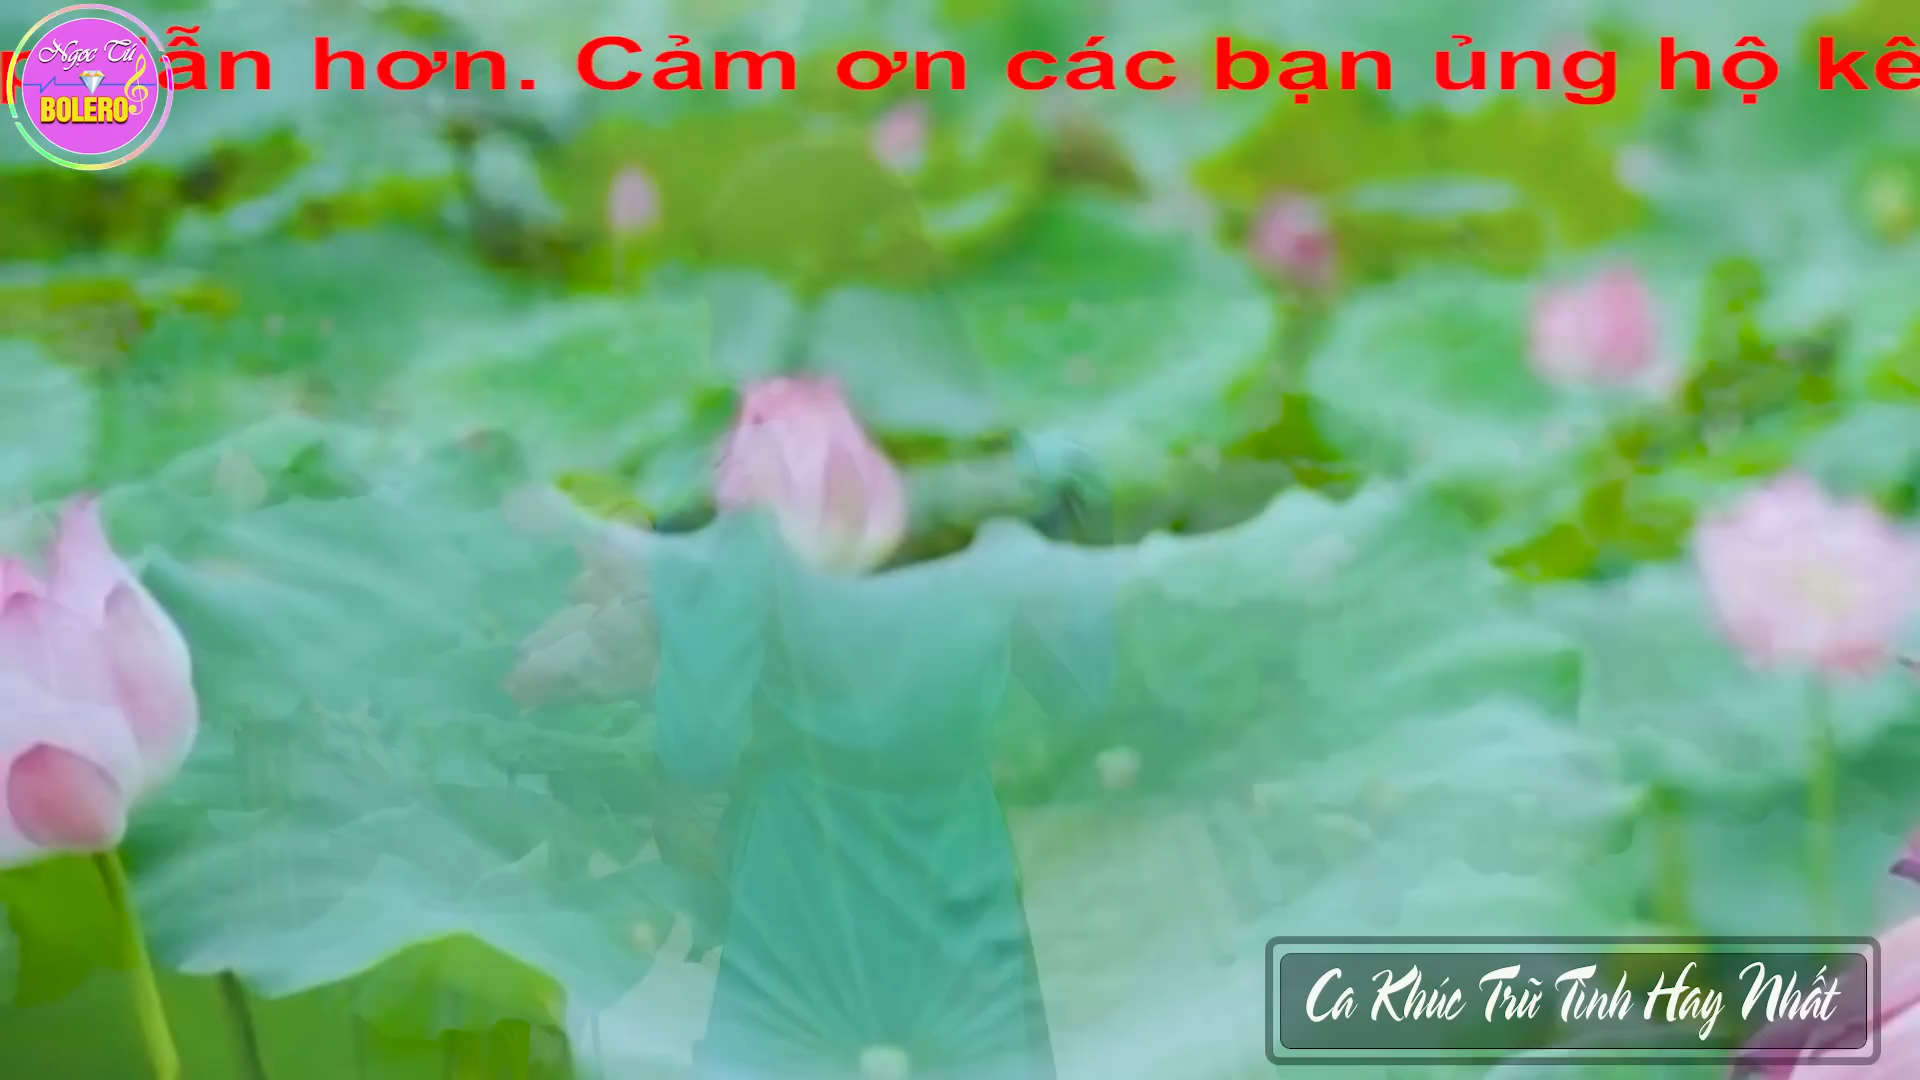 ẫn hơn. Cảm ơn các bạn ủng hộ kê
Ngọc Tú
BOLERO
Ca Khúc Trữ Tình Hay Nhất